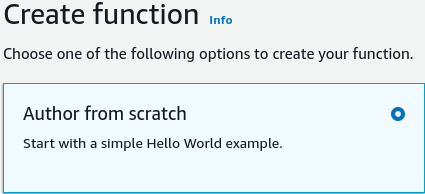 Create function Info
Choose one of the following options to create your function.
Author from scratch
Start with a simple Hello World example.